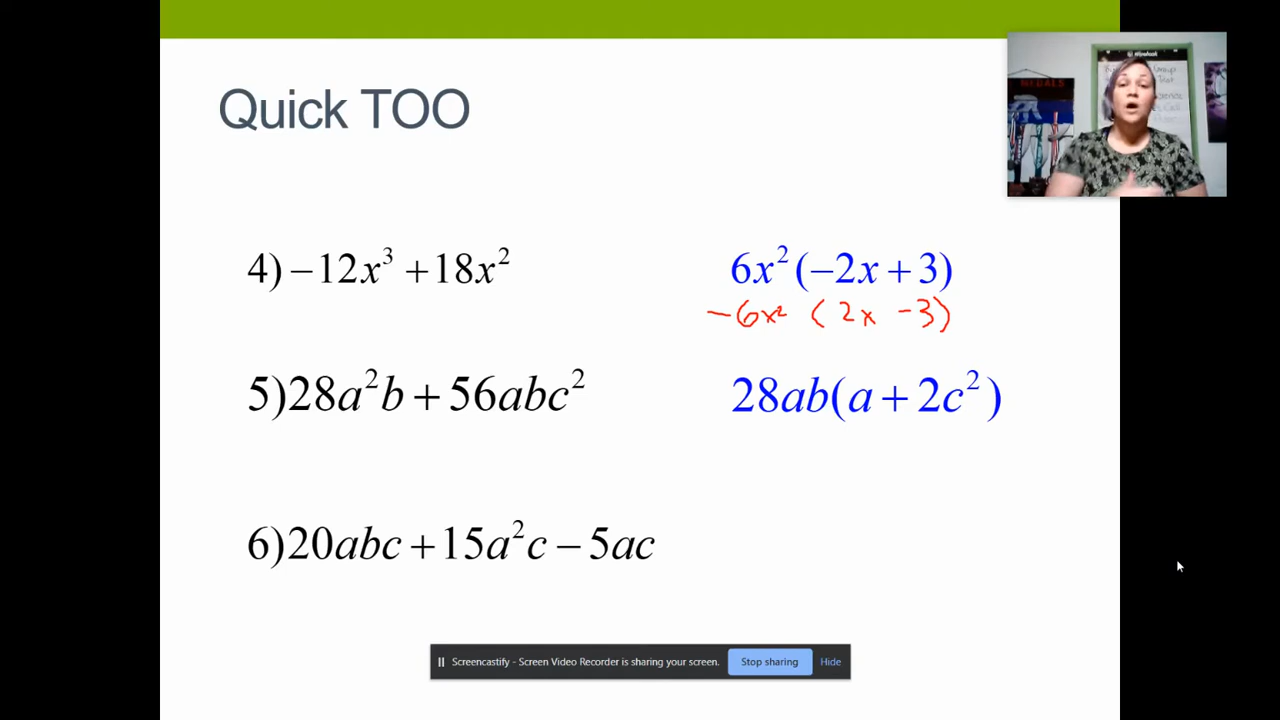 Quick TOO
4) −12x³ + 18x²
6x²(−2x + 3)
−6x² (2x −3)
5) 28a²b + 56abc²
28ab(a + 2c²)
6) 20abc + 15a²c − 5ac
Screencastify - Screen Video Recorder is sharing your screen. Stop sharing Hide
MEDALS